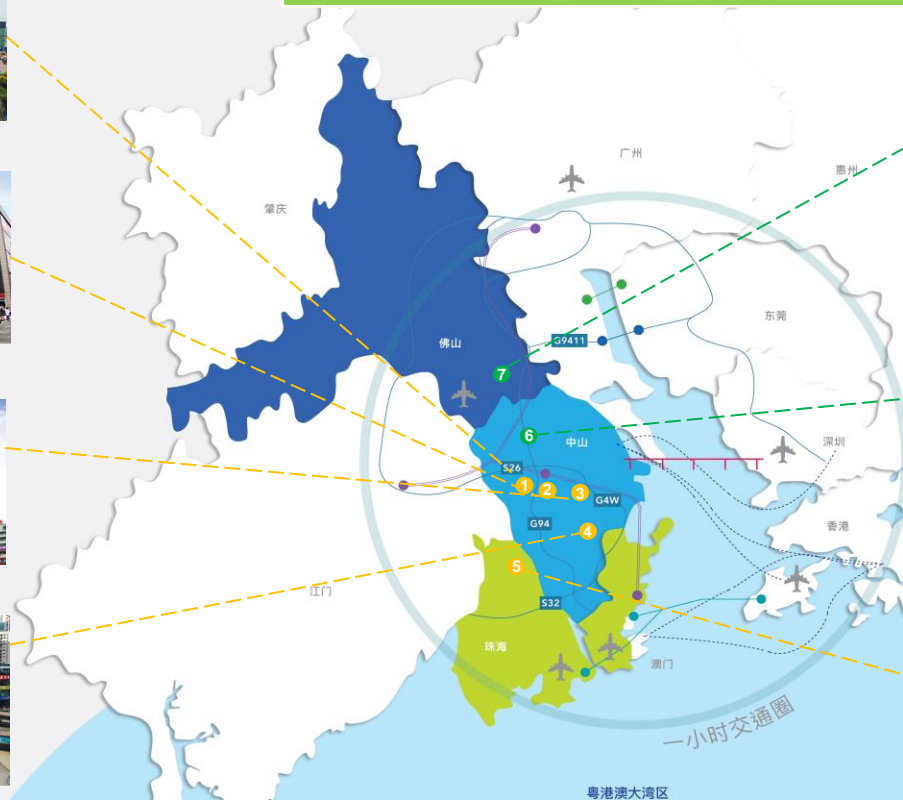 广州
惠州
肇庆
东莞
G9411
佛山
7
6
中山
深圳
S26
1
2
3
G4W
G94
4
香港
5
江门
S32
珠海
澳门
一小时交通圈
粤港澳大湾区